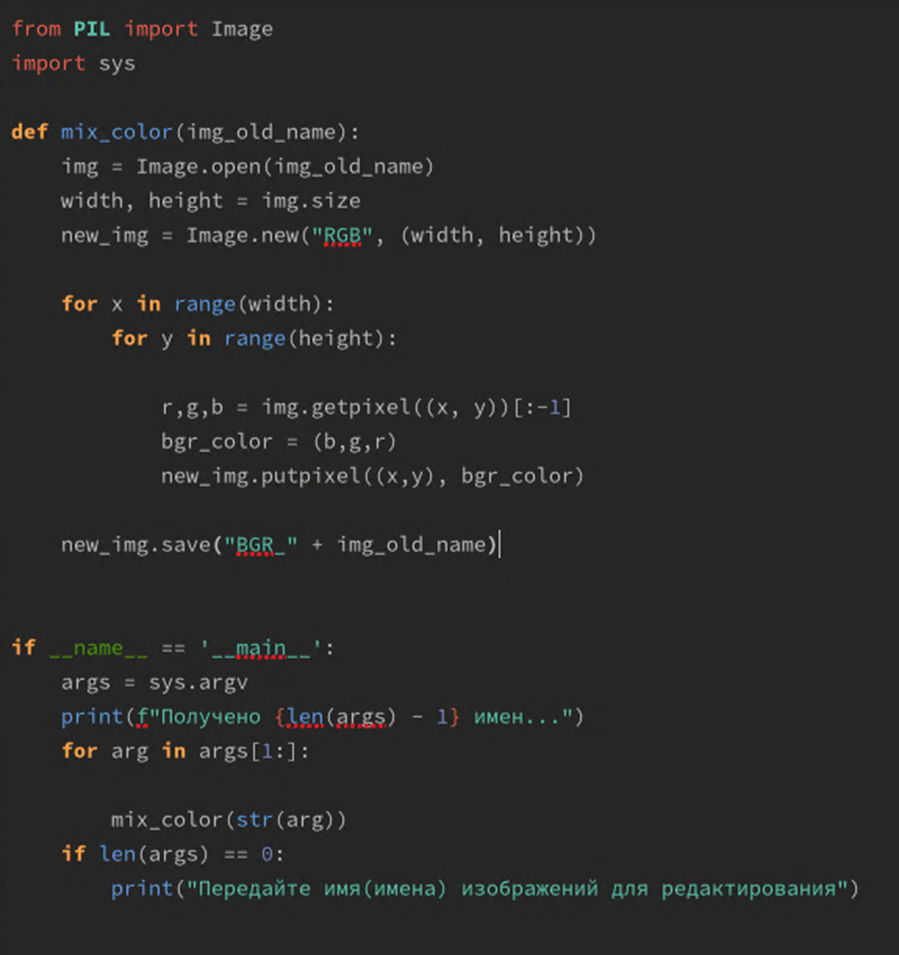 from PIL import Image
import sys
def mix_color(img_old_name):
    img = Image.open(img_old_name)
    width, height = img.size
    new_img = Image.new("RGB", (width, height))
    for x in range(width):
        for y in range(height):
            r,g,b = img.getpixel((x, y))[:-1]
            bgr_color = (b,g,r)
            new_img.putpixel((x,y), bgr_color)
    new_img.save("BGR_" + img_old_name)
if __name__ == '__main__':
    args = sys.argv
    print(f"Получено {len(args) - 1} имен...")
    for arg in args[1:]:
        mix_color(str(arg))
    if len(args) == 0:
        print("Передайте имя(имена) изображений для редактирования")